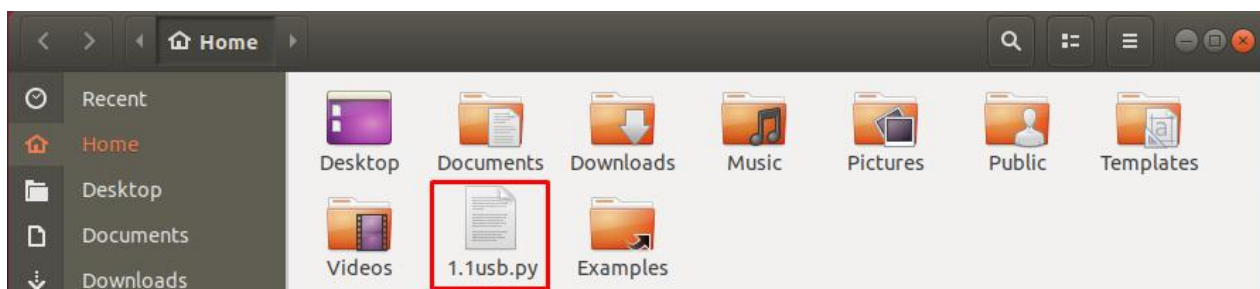 Home
Recent
Home
Desktop
Documents
Downloads
Desktop Documents Downloads Music Pictures Public Templates
Videos 1.1usb.py Examples